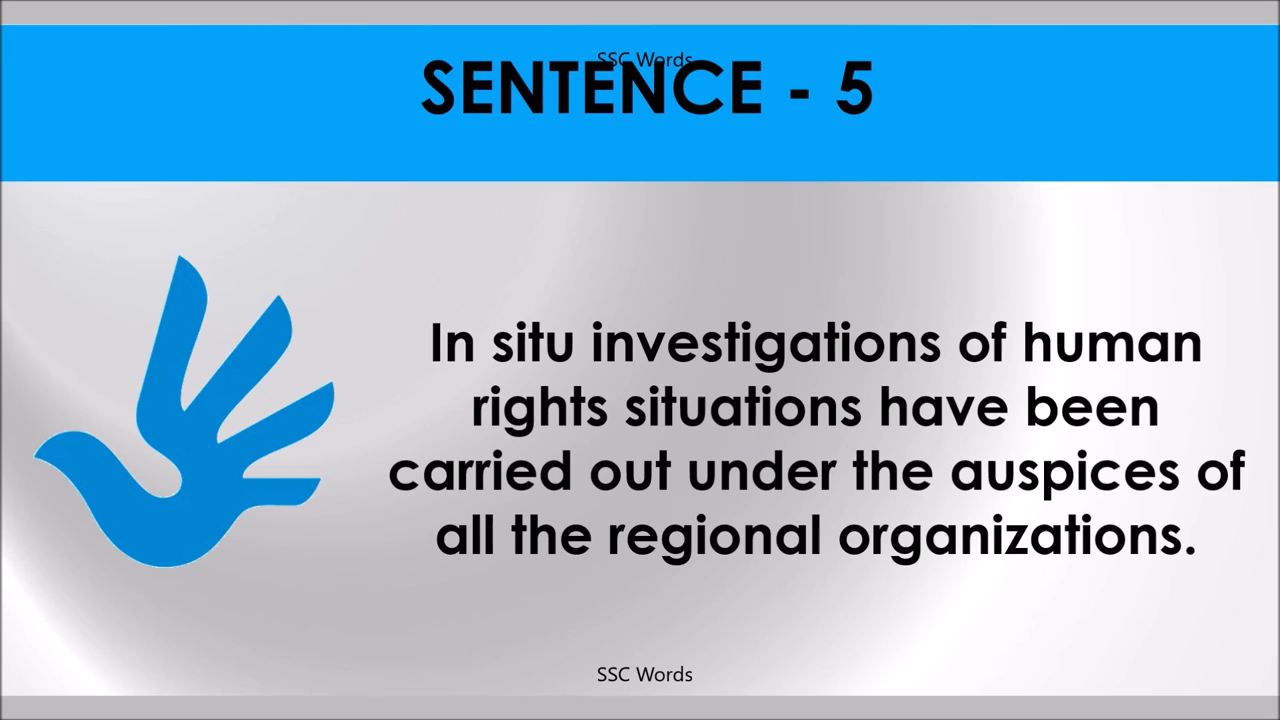 SSC Words
SENTENCE - 5
In situ investigations of human
rights situations have been
carried out under the auspices of
all the regional organizations.
SSC Words